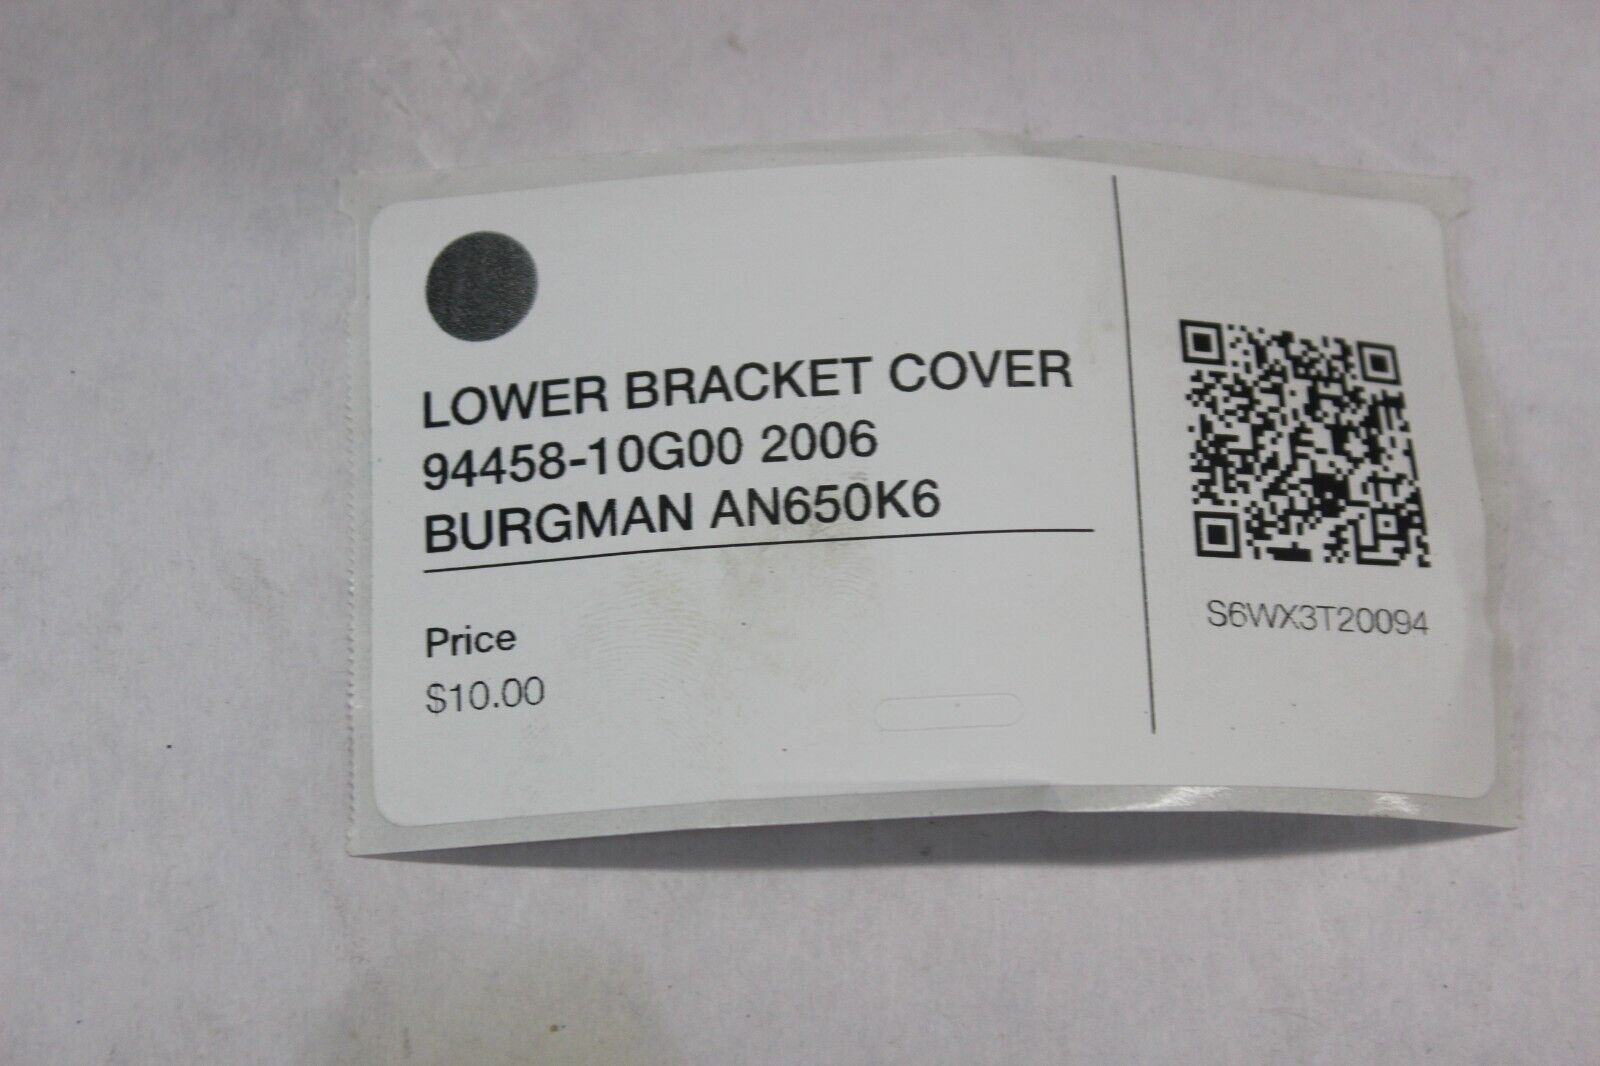 LOWER BRACKET COVER
94458-10G00 2006
BURGMAN AN650K6
Price
$10.00
S6WX3T20094